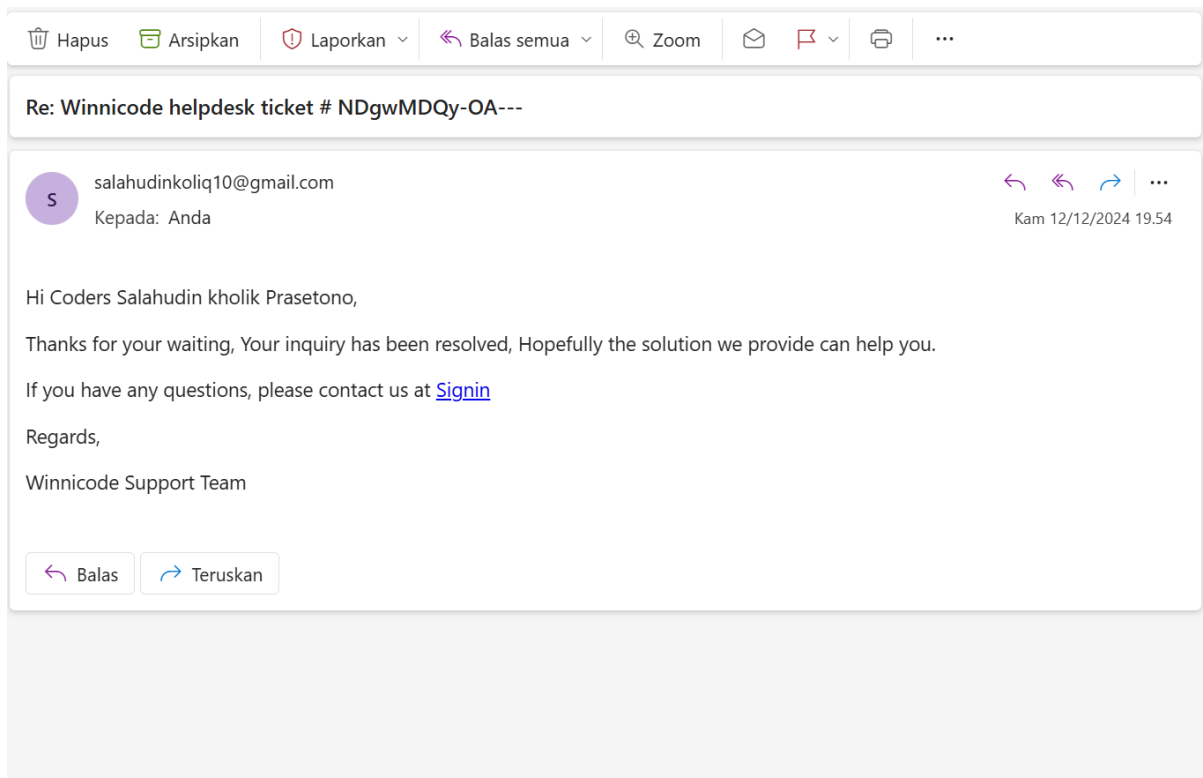 Hapus Arsipkan Laporkan Balas semua Zoom
Re: Winnicode helpdesk ticket # NDgwMDQy-OA---
S
salahudinkoliq10@gmail.com
Kepada: Anda
Kam 12/12/2024 19.54
Hi Coders Salahudin kholik Prasetono,
Thanks for your waiting, Your inquiry has been resolved, Hopefully the solution we provide can help you.
If you have any questions, please contact us at Signin
Regards,
Winnicode Support Team
Balas Teruskan